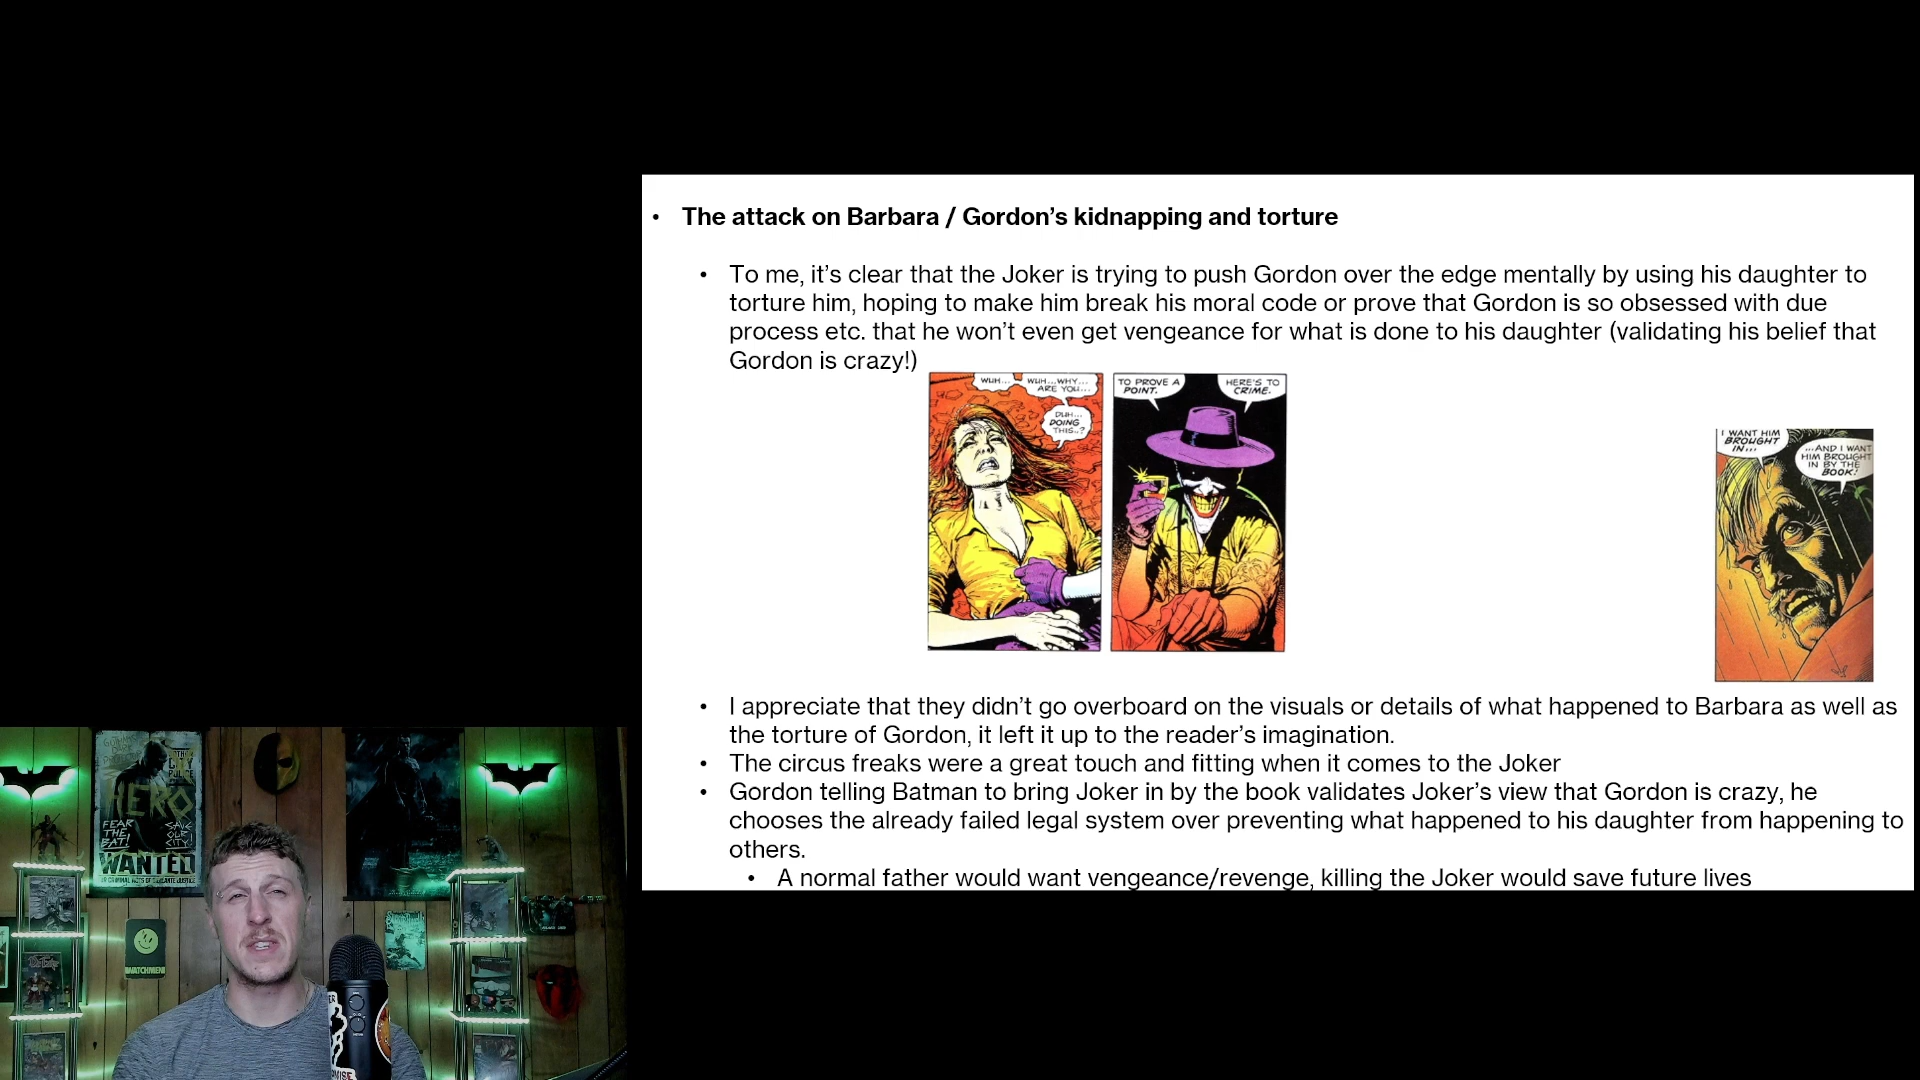 • The attack on Barbara / Gordon’s kidnapping and torture
• To me, it’s clear that the Joker is trying to push Gordon over the edge mentally by using his daughter to
torture him, hoping to make him break his moral code or prove that Gordon is so obsessed with due
process etc. that he won’t even get vengeance for what is done to his daughter (validating his belief that
Gordon is crazy!)
WUH...
WUH...WHY...
ARE YOU...
DUH...
DOING
THIS..?
TO PROVE A
POINT.
HERE'S TO
CRIME.
I WANT HIM
BROUGHT
IN...
...AND I WANT
HIM BROUGHT
IN BY THE
BOOK!
• I appreciate that they didn’t go overboard on the visuals or details of what happened to Barbara as well as
the torture of Gordon, it left it up to the reader’s imagination.
• The circus freaks were a great touch and fitting when it comes to the Joker
• Gordon telling Batman to bring Joker in by the book validates Joker’s view that Gordon is crazy, he
chooses the already failed legal system over preventing what happened to his daughter from happening to
others.
• A normal father would want vengeance/revenge, killing the Joker would save future lives
HERO
FEAR
THE
BAT!
SAVE
OUR
CITY!
WANTED
WATCHMEN